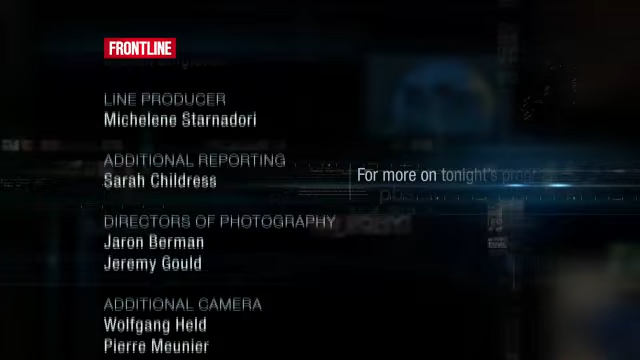 FRONTLINE
LINE PRODUCER
Michelene Starnadori
ADDITIONAL REPORTING
Sarah Childress
For more on tonight's
DIRECTORS OF PHOTOGRAPHY
Jaron Berman
Jeremy Gould
ADDITIONAL CAMERA
Wolfgang Held
Pierre Meunier